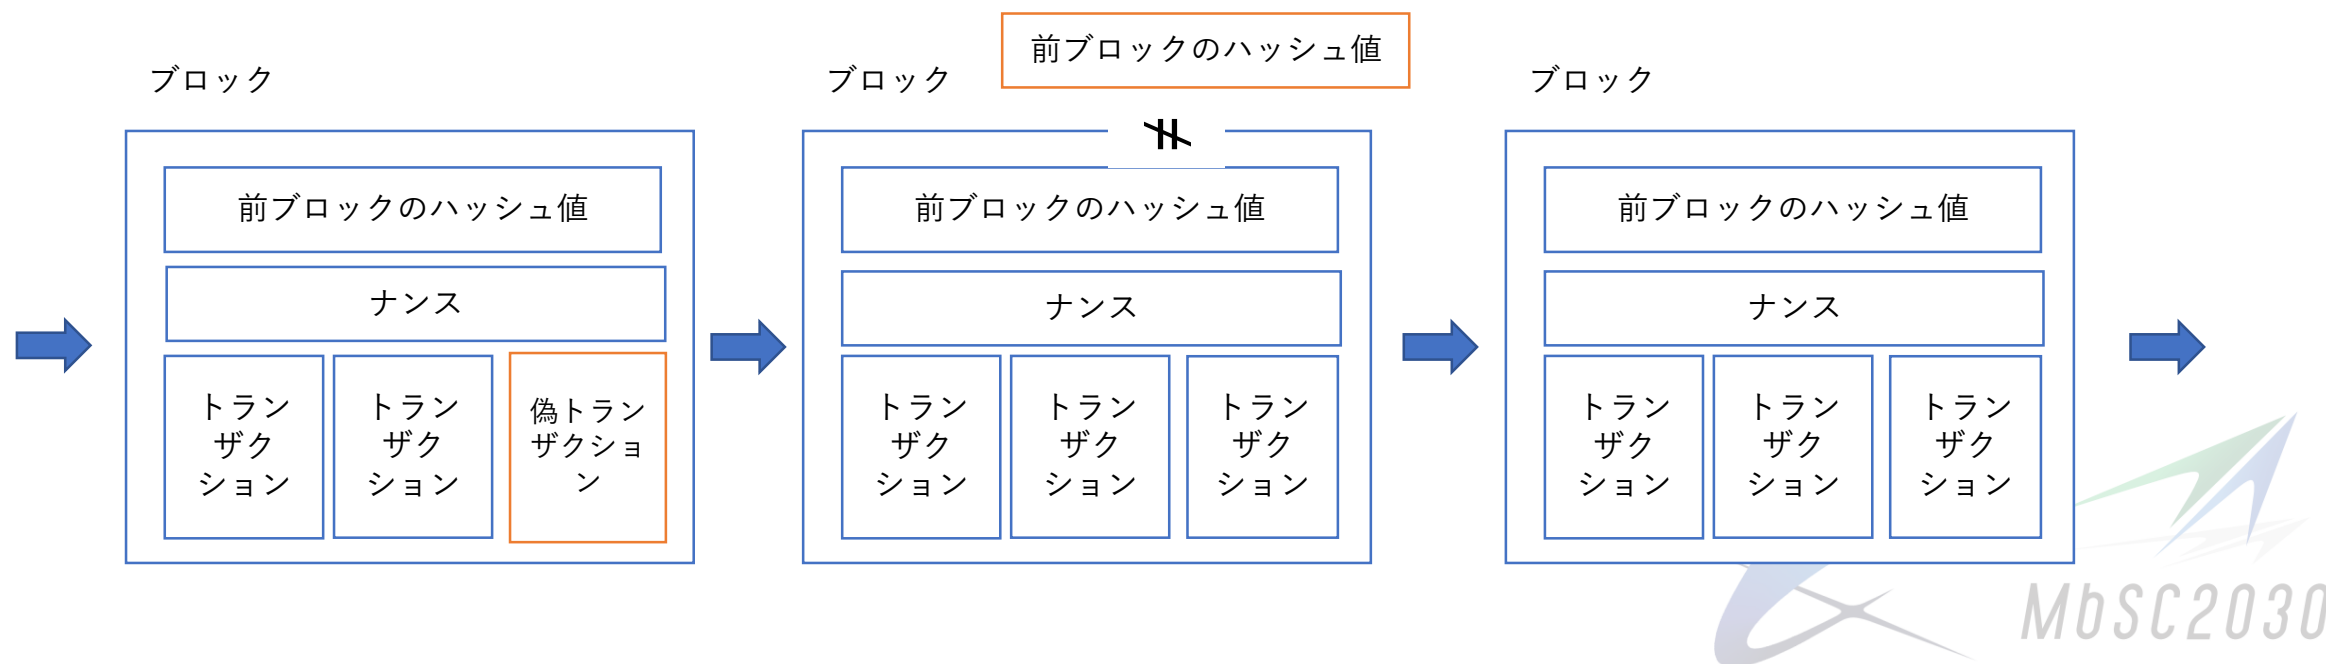 前ブロックのハッシュ値
ブロック
ブロック
ブロック
≠
前ブロックのハッシュ値
ナンス
トラン
ザク
ション
トラン
ザク
ション
偽トラン
ザクショ
ン
前ブロックのハッシュ値
ナンス
トラン
ザク
ション
トラン
ザク
ション
トラン
ザク
ション
前ブロックのハッシュ値
ナンス
トラン
ザク
ション
トラン
ザク
ション
トラン
ザク
ション
MbSC2030